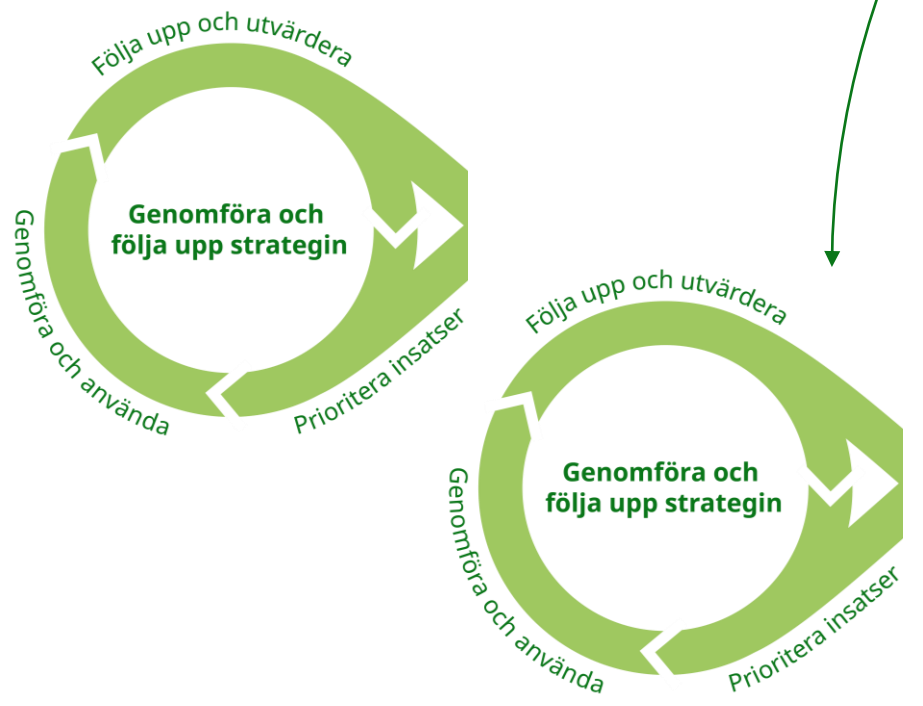 Följa upp och utvärdera
Genomföra och
följa upp strategin
Genomföra och använda
Prioritera insatser
Följa upp och utvärdera
Genomföra och
följa upp strategin
Genomföra och använda
Prioritera insatser